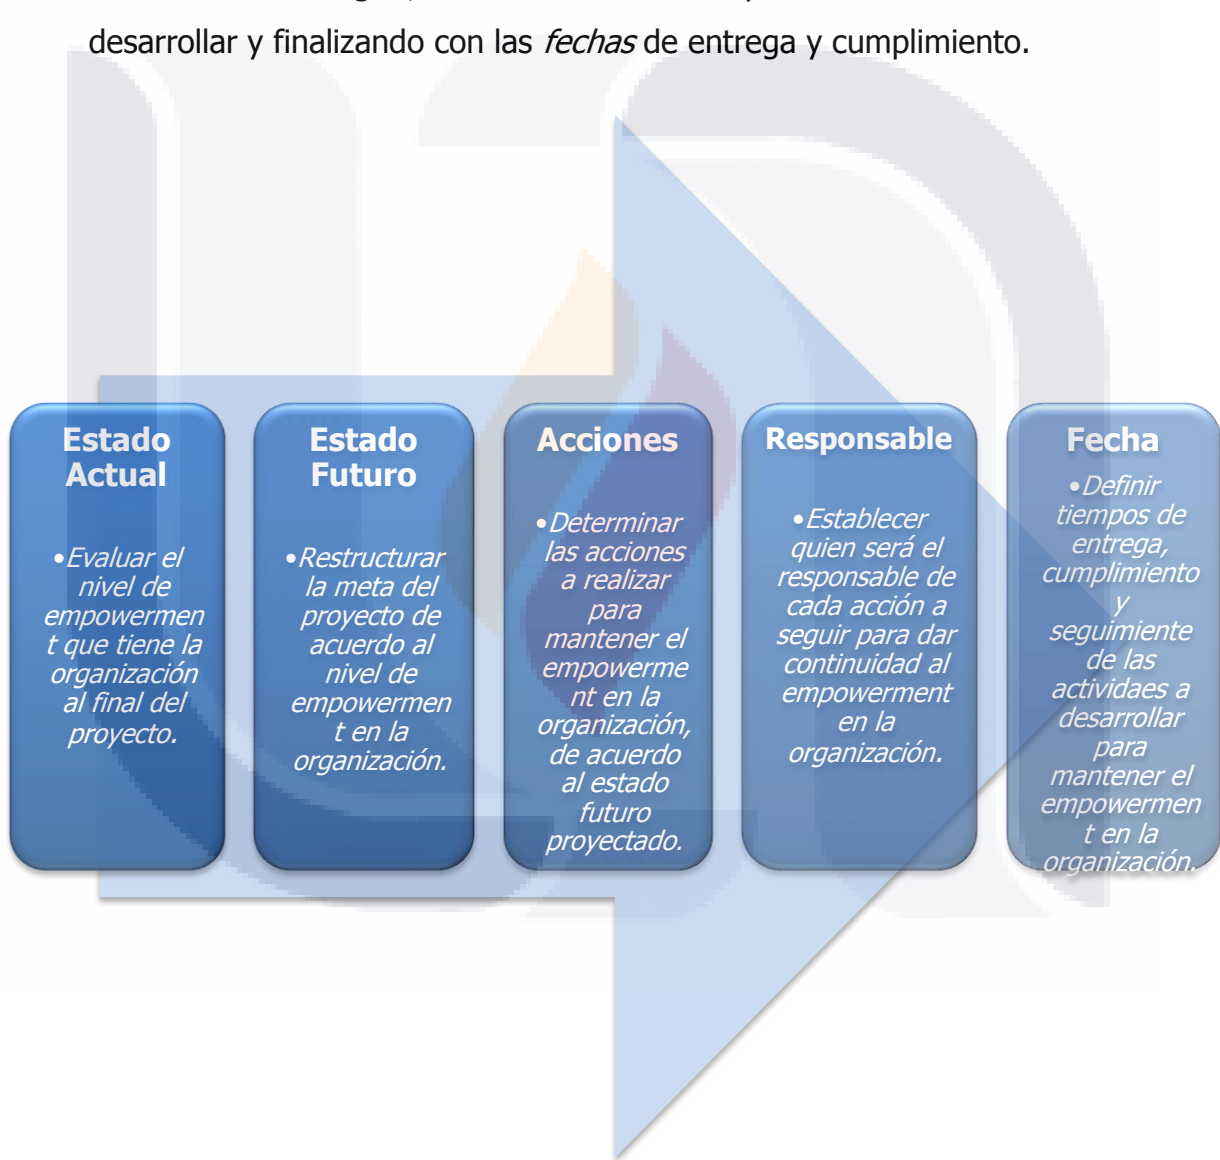 desarrollar y finalizando con las fechas de entrega y cumplimiento.
Estado
Actual
•Evaluar el
nivel de
empowermen
t que tiene la
organización
al final del
proyecto.
Estado
Futuro
•Restructurar
la meta del
proyecto de
acuerdo al
nivel de
empowermen
t en la
organización.
Acciones
•Determinar
las acciones
a realizar
para
mantener el
empowerme
nt en la
organización,
de acuerdo
al estado
futuro
proyectado.
Responsable
•Establecer
quien será el
responsable de
cada acción a
seguir para dar
continuidad al
empowerment
en la
organización.
Fecha
•Definir
tiempos de
entrega,
cumplimiento
y
seguimiente
de las
actividaes a
desarrollar
para
mantener el
empowermen
t en la
organización.